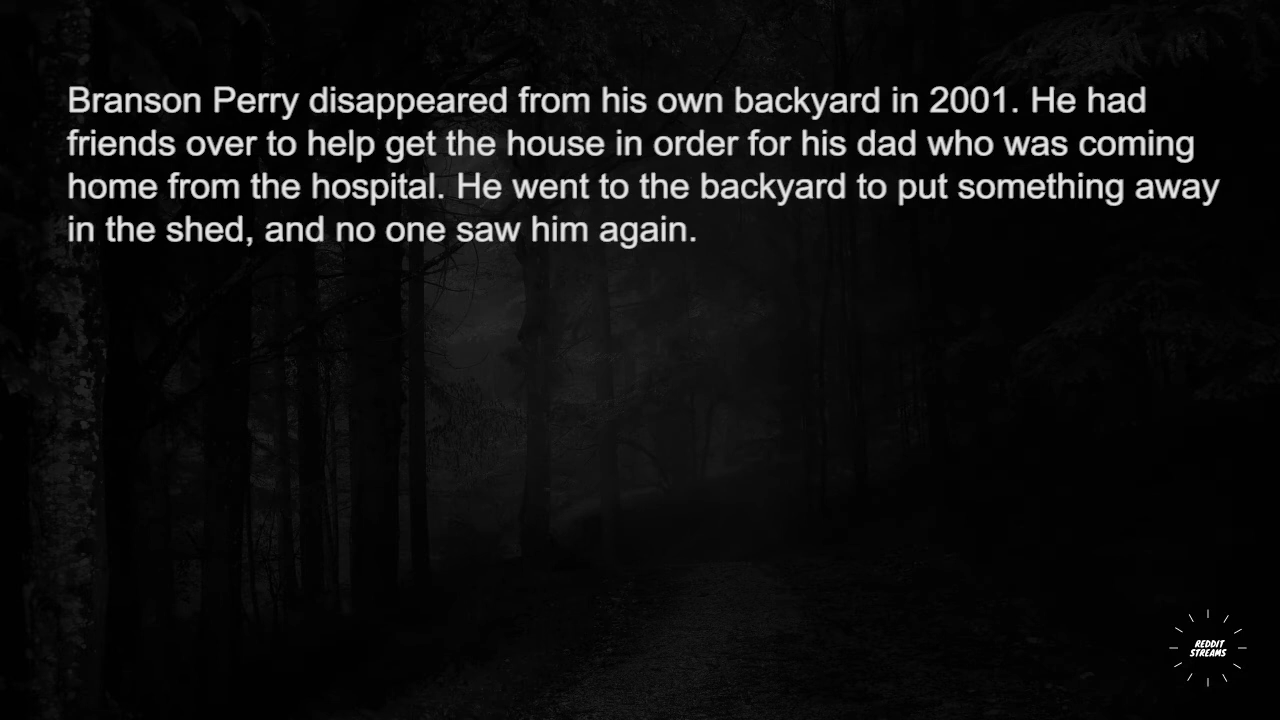 Branson Perry disappeared from his own backyard in 2001. He had
friends over to help get the house in order for his dad who was coming
home from the hospital. He went to the backyard to put something away
in the shed, and no one saw him again.
REDDIT
STREAMS